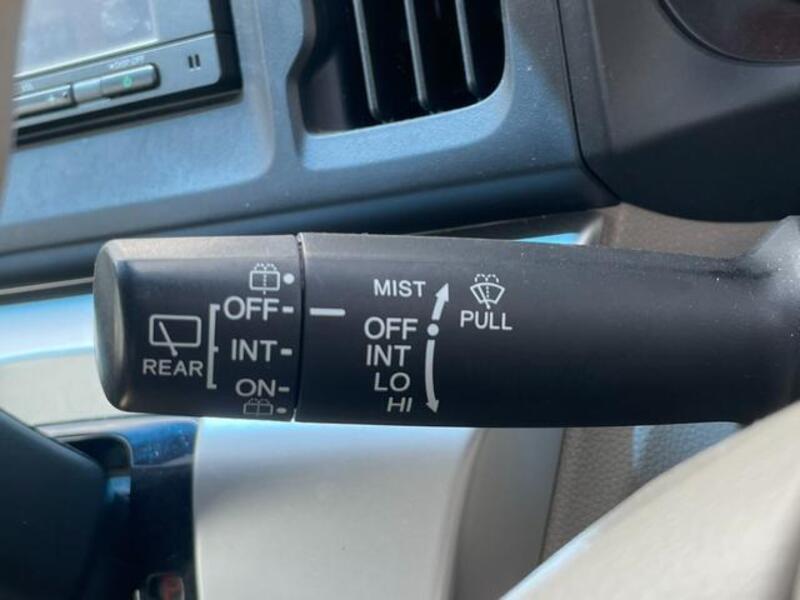 MIST
OFF
INT
LO
HI
PULL
OFF
INT
ON
REAR